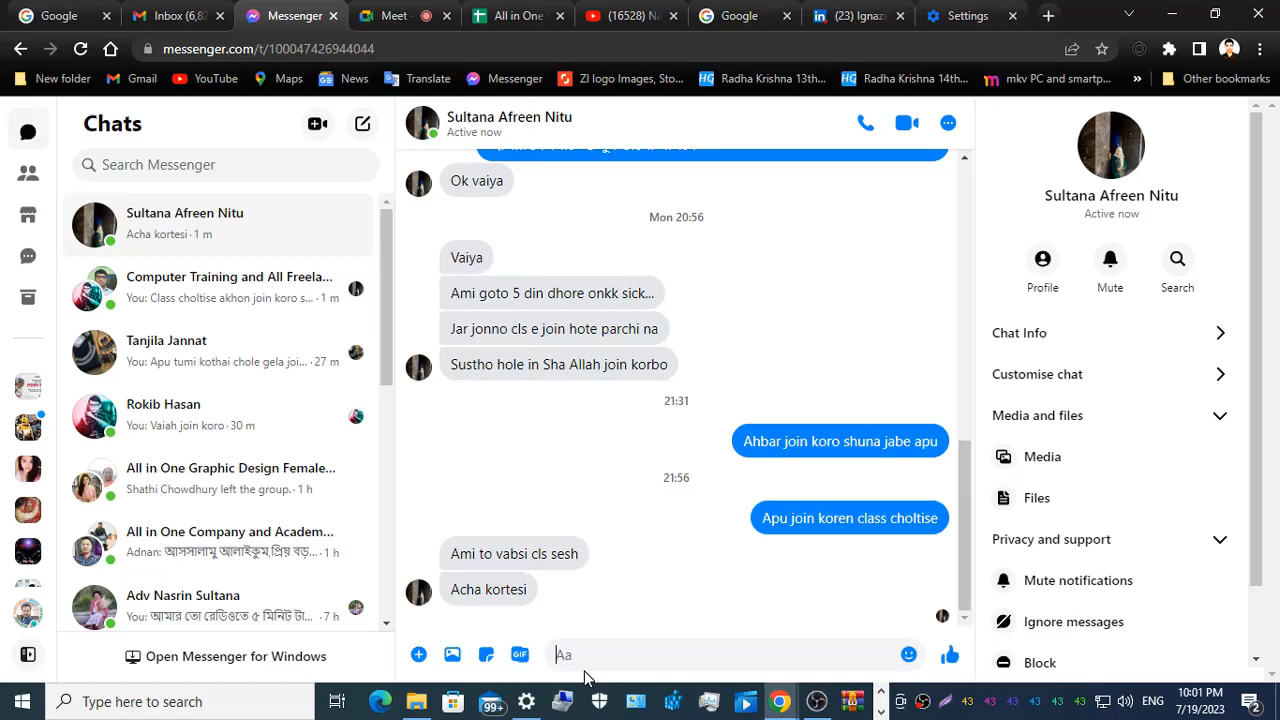 Google
Inbox (6,82
Messenger
Meet -
All in One
(16528) Na
Google
(23) Ignazi
Settings
messenger.com/t/100047426944044
New folder
Gmail
YouTube
Maps
News
Translate
Messenger
ZI logo Images, Sto...
Radha Krishna 13th...
Radha Krishna 14th...
mkv PC and smartp...
Other bookmarks
Chats
Search Messenger
Sultana Afreen Nitu
Acha kortesi · 1 m
Computer Training and All Freela...
You: Class choltise akhon join koro s... · 1 m
Tanjila Jannat
You: Apu tumi kothai chole gela joi... · 27 m
Rokib Hasan
You: Vaiah join koro · 30 m
All in One Graphic Design Female...
Shathi Chowdhury left the group. · 1 h
All in One Company and Academ...
Adnan: আসসালামু আলাইকুম,প্রিয় বড়... · 1 h
Adv Nasrin Sultana
You: আমার তো রেডিওতে ৫ মিনিট টা... · 7 h
Open Messenger for Windows
Sultana Afreen Nitu
Active now
Ok vaiya
Mon 20:56
Vaiya
Ami goto 5 din dhore onkk sick...
Jar jonno cls e join hote parchi na
Sustho hole in Sha Allah join korbo
21:31
Ahbar join koro shuna jabe apu
21:56
Apu join koren class choltise
Ami to vabsi cls sesh
Acha kortesi
GIF
Aa
Sultana Afreen Nitu
Active now
Profile
Mute
Search
Chat Info
Customise chat
Media and files
Media
Files
Privacy and support
Mute notifications
Ignore messages
Block
Type here to search
99+
43
43
43
43
43
ENG
10:01 PM
7/19/2023
2